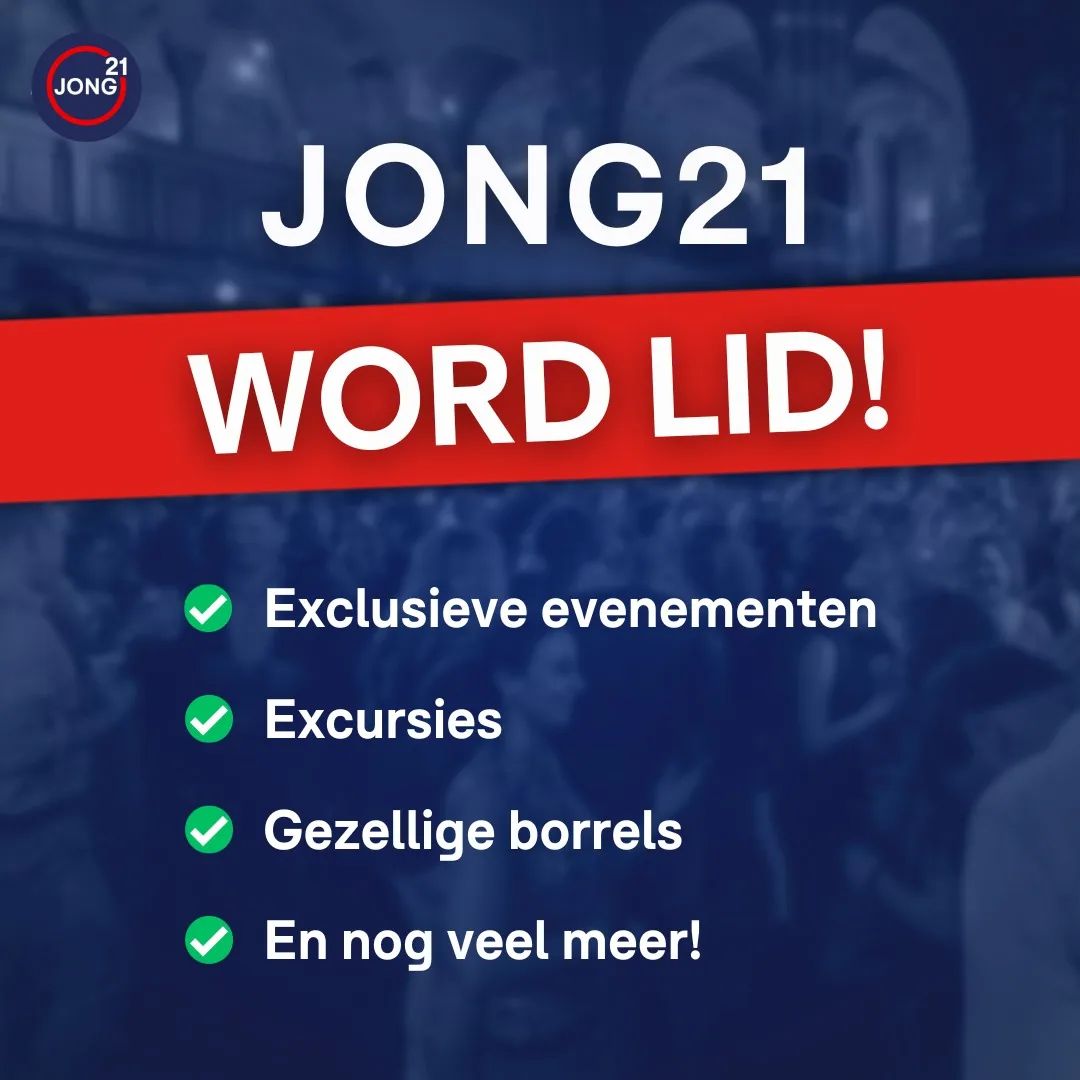 21
JONG
JONG21
WORD LID!
Exclusieve evenementen
Excursies
Gezellige borrels
En nog veel meer!